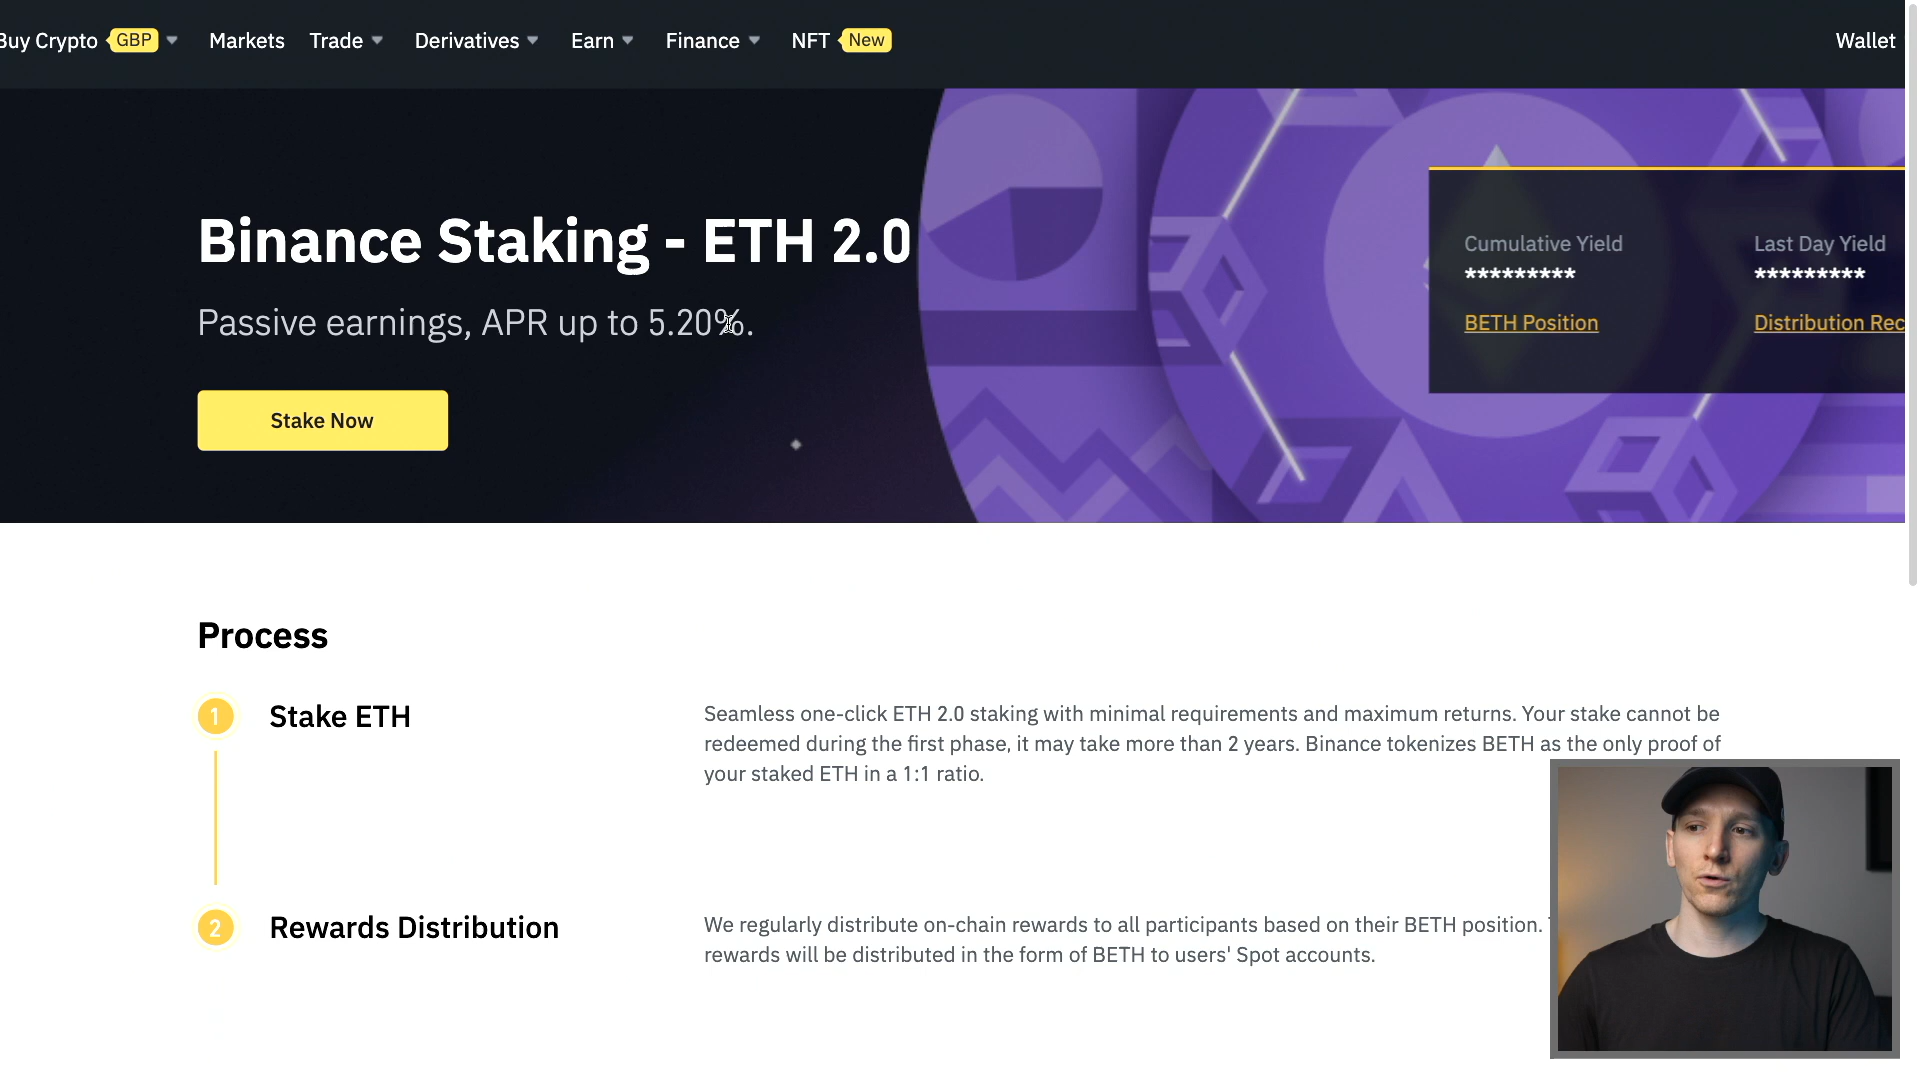 Buy Crypto GBP Markets Trade Derivatives Earn Finance NFT New Wallet
Binance Staking - ETH 2.0
Passive earnings, APR up to 5.20%.
Stake Now
Cumulative Yield Last Day Yield
********* *********
BETH Position Distribution Rec
Process
1 Stake ETH
Seamless one-click ETH 2.0 staking with minimal requirements and maximum returns. Your stake cannot be
redeemed during the first phase, it may take more than 2 years. Binance tokenizes BETH as the only proof of
your staked ETH in a 1:1 ratio.
2 Rewards Distribution
We regularly distribute on-chain rewards to all participants based on their BETH position.
rewards will be distributed in the form of BETH to users' Spot accounts.